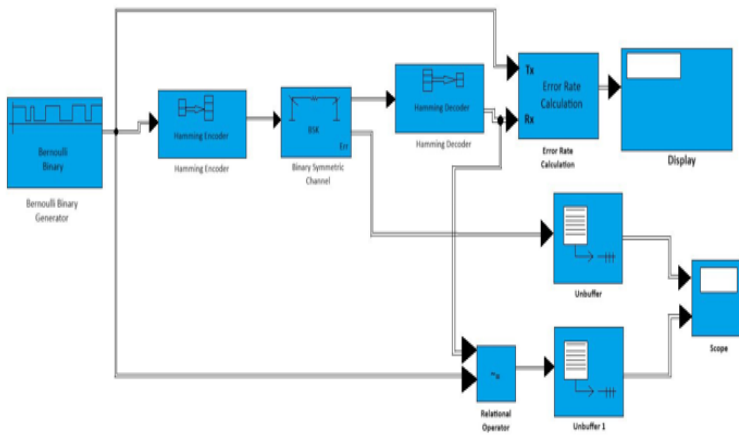 Bernoulli
Binary
Bernoulli Binary
Generator
Hamming Encoder
Hamming Encoder
BSK
Err
Binary Symmetric
Channel
Hamming Decoder
Hamming Decoder
Tx
Rx
Error Rate
Calculation
Error Rate
Calculation
Display
Unbuffer
Scope
Relational
Operator
Unbuffer 1